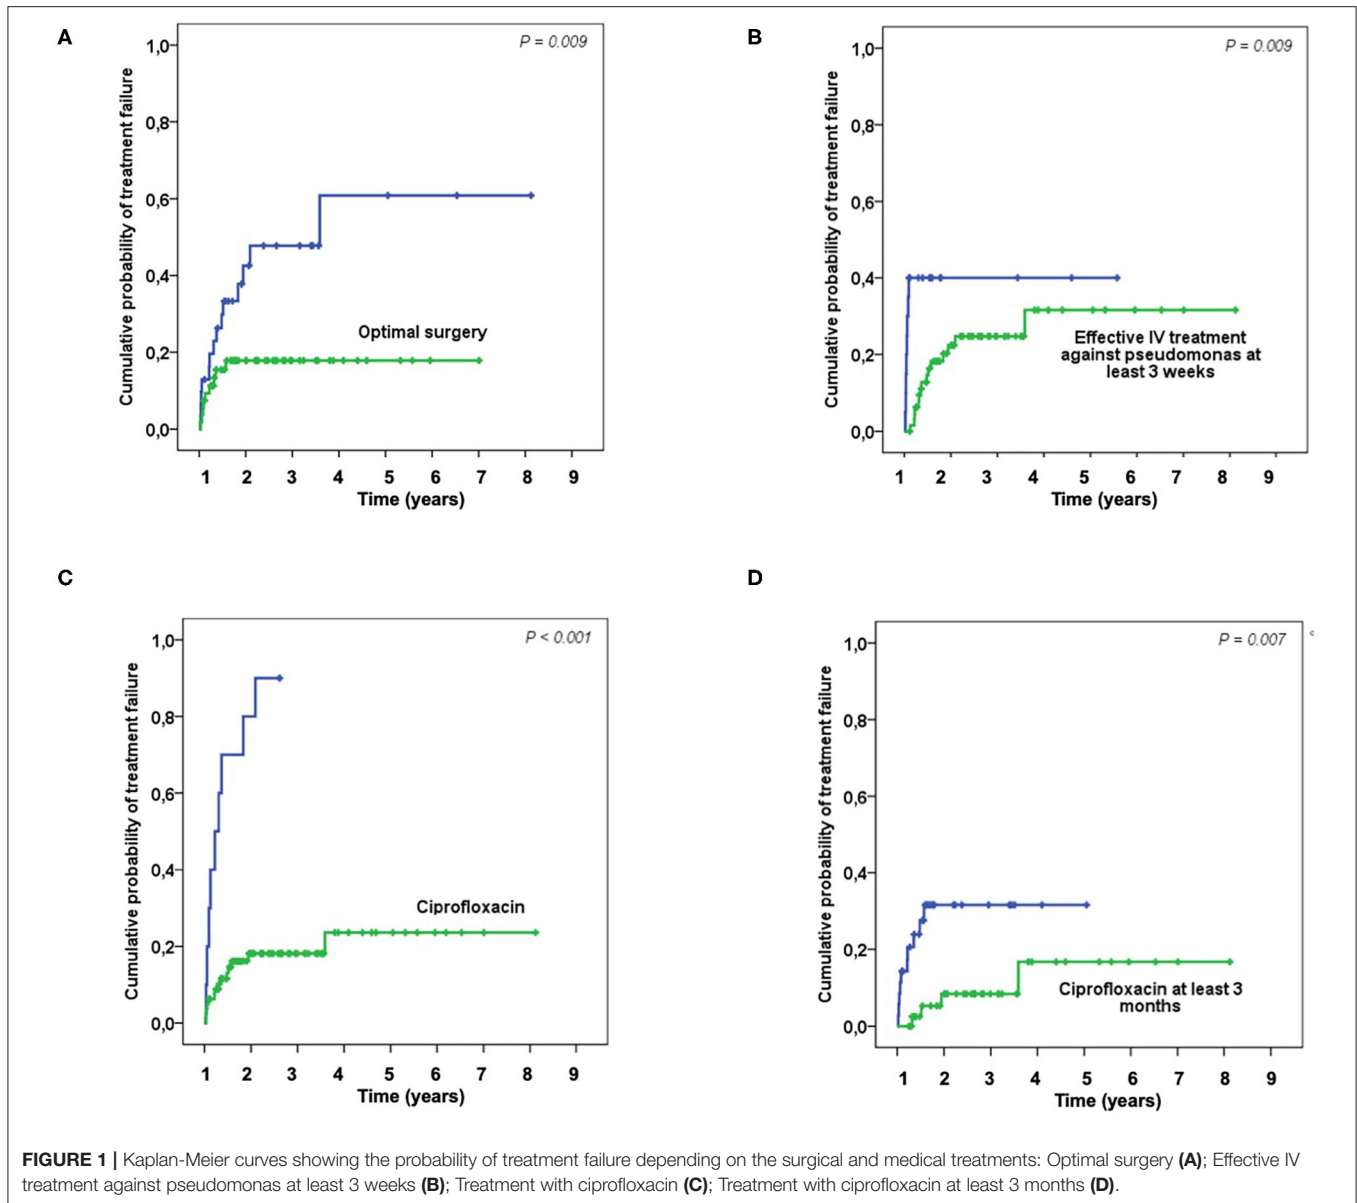 A
P = 0.009
1,0
0,8
0,6
0,4
0,2
0,0
Cumulative probability of treatment failure
Optimal surgery
1 2 3 4 5 6 7 8 9
Time (years)
B
P = 0.009
1,0
0,8
0,6
0,4
0,2
0,0
Cumulative probability of treatment failure
Effective IV treatment
against pseudomonas at
least 3 weeks
1 2 3 4 5 6 7 8 9
Time (years)
C
P < 0.001
1,0
0,8
0,6
0,4
0,2
0,0
Cumulative probability of treatment failure
Ciprofloxacin
1 2 3 4 5 6 7 8 9
Time (years)
D
P = 0.007
1,0
0,8
0,6
0,4
0,2
0,0
Cumulative probability of treatment failure
Ciprofloxacin at least 3
months
1 2 3 4 5 6 7 8 9
Time (years)
FIGURE 1 | Kaplan-Meier curves showing the probability of treatment failure depending on the surgical and medical treatments: Optimal surgery (A); Effective IV
treatment against pseudomonas at least 3 weeks (B); Treatment with ciprofloxacin (C); Treatment with ciprofloxacin at least 3 months (D).